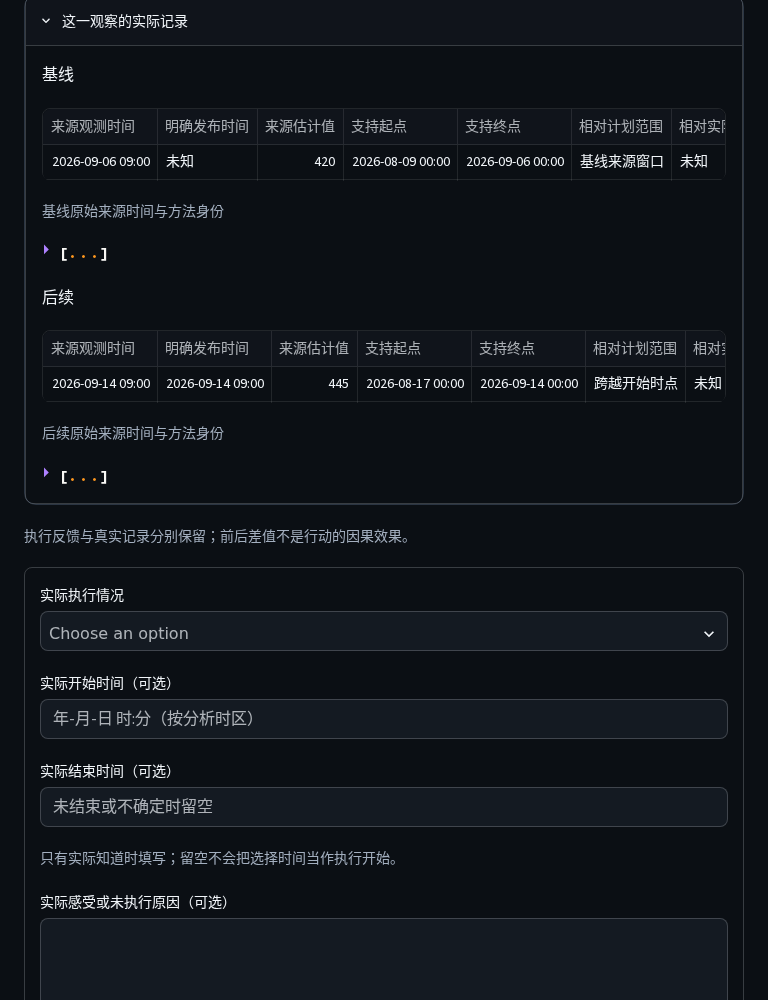 这一观察的实际记录
基线
来源观测时间 明确发布时间 来源估计值 支持起点 支持终点 相对计划范围 相对实
2026-09-06 09:00 未知 420 2026-08-09 00:00 2026-09-06 00:00 基线来源窗口 未知
基线原始来源时间与方法身份
[...]
后续
来源观测时间 明确发布时间 来源估计值 支持起点 支持终点 相对计划范围 相对
2026-09-14 09:00 2026-09-14 09:00 445 2026-08-17 00:00 2026-09-14 00:00 跨越开始时点 未知
后续原始来源时间与方法身份
[...]
执行反馈与真实记录分别保留；前后差值不是行动的因果效果。
实际执行情况
Choose an option
实际开始时间（可选）
年-月-日 时:分（按分析时区）
实际结束时间（可选）
未结束或不确定时留空
只有实际知道时填写；留空不会把选择时间当作执行开始。
实际感受或未执行原因（可选）